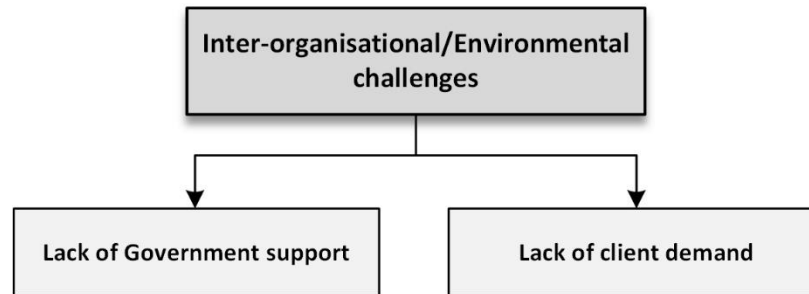 Inter-organisational/Environmental
challenges
Lack of Government support
Lack of client demand